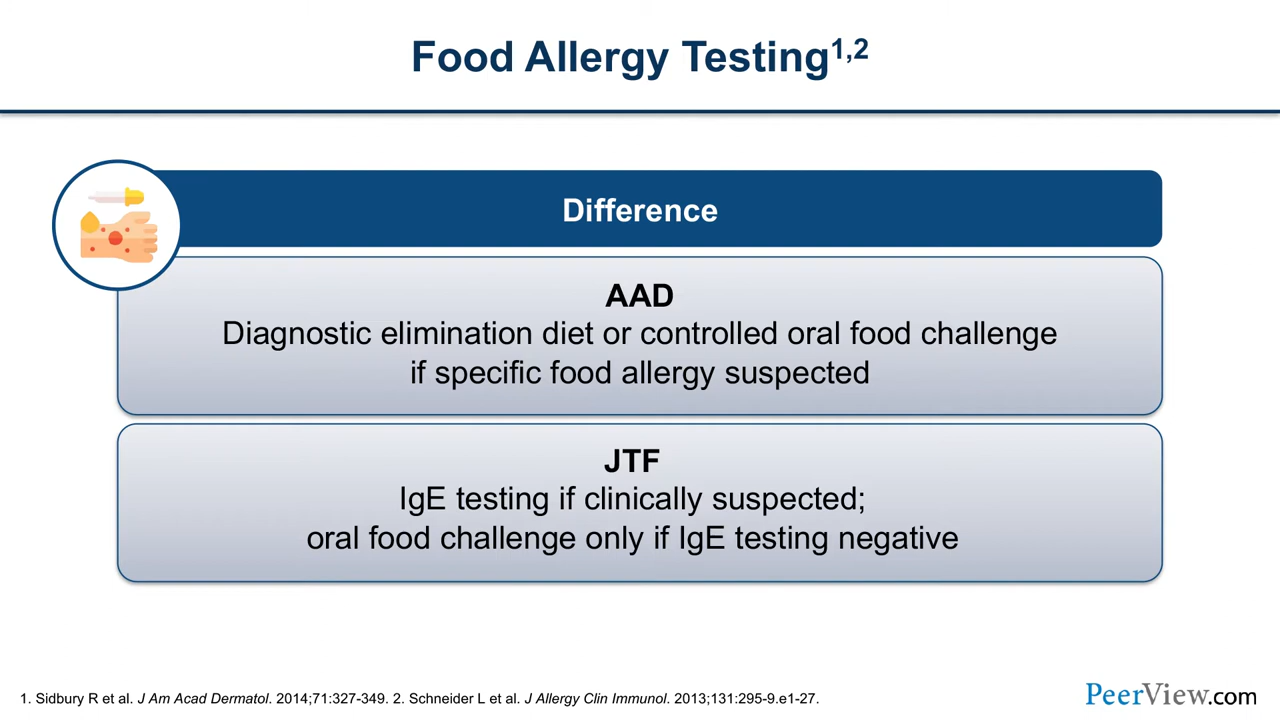 Food Allergy Testing1,2
Difference
AAD
Diagnostic elimination diet or controlled oral food challenge
if specific food allergy suspected
JTF
IgE testing if clinically suspected;
oral food challenge only if IgE testing negative
1. Sidbury R et al. J Am Acad Dermatol. 2014;71:327-349. 2. Schneider L et al. J Allergy Clin Immunol. 2013;131:295-9.e1-27.
PeerView.com